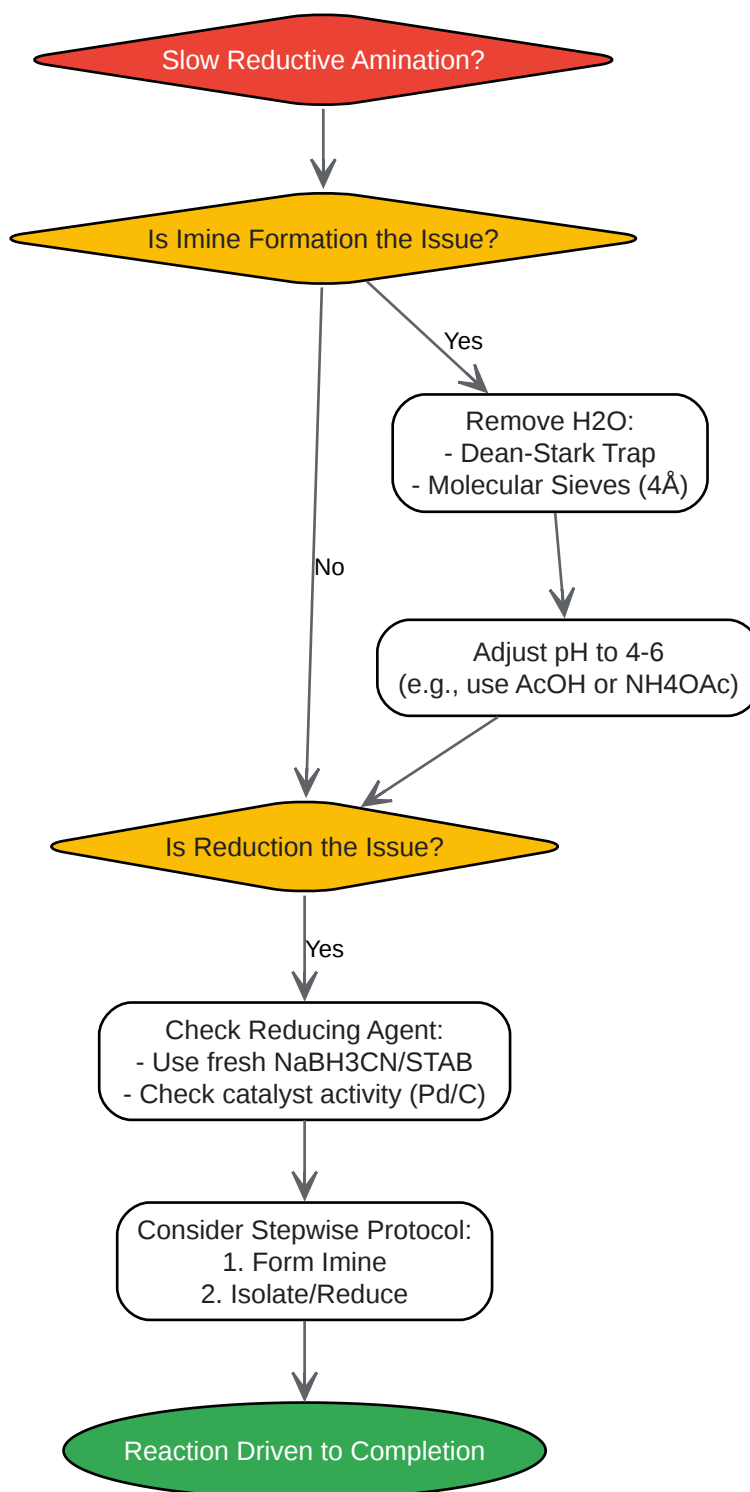 Slow Reductive Amination?
Is Imine Formation the Issue?
Yes
Remove H2O:
- Dean-Stark Trap
- Molecular Sieves (4Å)
No
Adjust pH to 4-6
(e.g., use AcOH or NH4OAc)
Is Reduction the Issue?
Yes
Check Reducing Agent:
- Use fresh NaBH3CN/STAB
- Check catalyst activity (Pd/C)
Consider Stepwise Protocol:
1. Form Imine
2. Isolate/Reduce
Reaction Driven to Completion